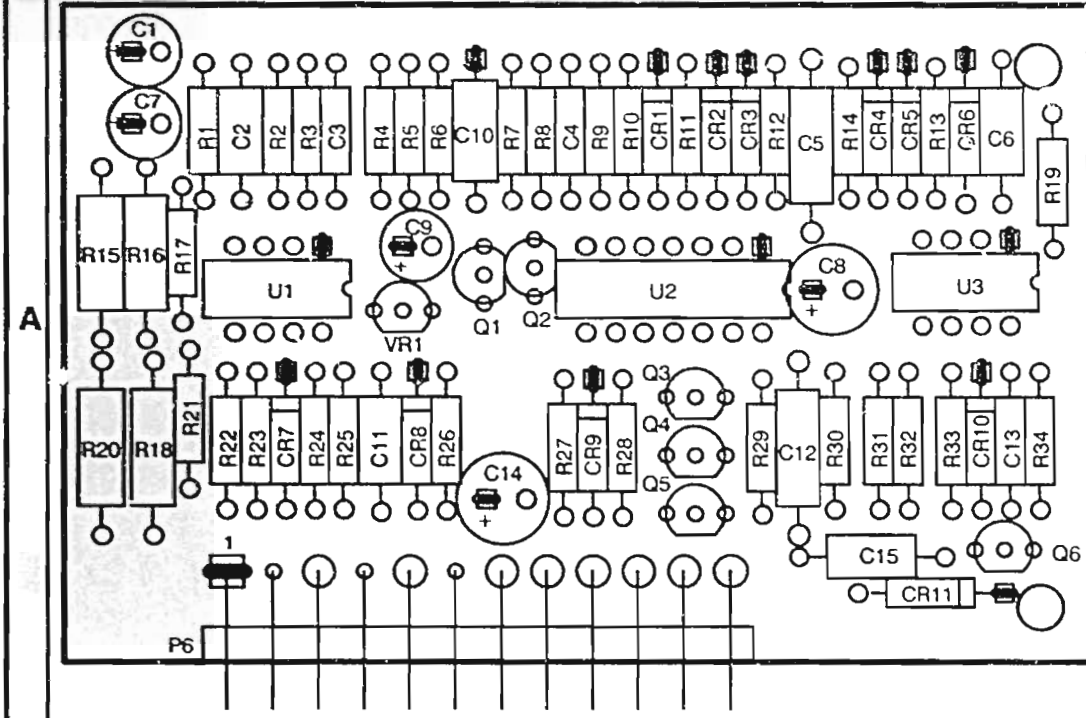 C1
C7
R1 C2 R2 R3 C3 R4 R5 R6 C10 R7 R8 C4 R9 R10 CR1 R11 CR2 CR3 R12 C5 R14 CR4 CR5 R13 CR6 C6
R19
R15 R16 R17
C9
+
U1
Q1 Q2
U2
C8
+
U3
VR1
A
R20 R18 R21
R22 R23 CR7 R24 R25 C11 CR8 R26
C14
+
R27 CR9 R28
Q3
Q4
Q5
R29 C12 R30 R31 R32 R33 CR10 C13 R34
1
C15
Q6
CR11
P6